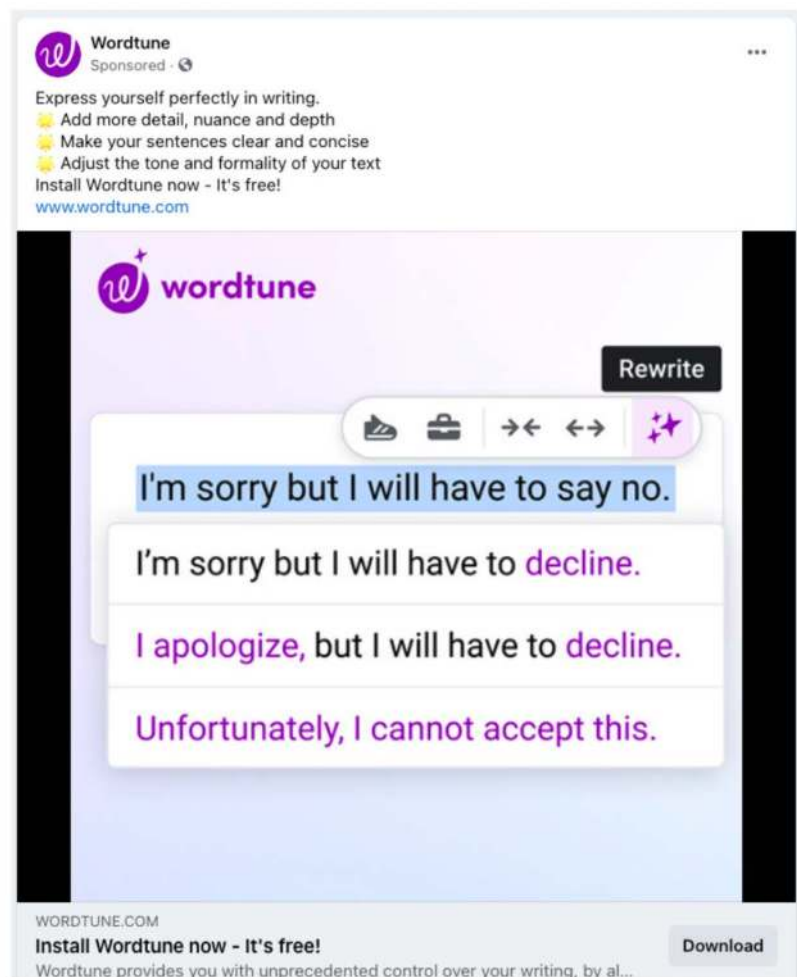 Wordtune
Sponsored ·
Express yourself perfectly in writing.
Add more detail, nuance and depth
Make your sentences clear and concise
Adjust the tone and formality of your text
Install Wordtune now - It's free!
www.wordtune.com
wordtune
Rewrite
I'm sorry but I will have to say no.
I’m sorry but I will have to decline.
I apologize, but I will have to decline.
Unfortunately, I cannot accept this.
WORDTUNE.COM
Install Wordtune now - It's free!
Download
Wordtune provides you with unprecedented control over your writing, by al...